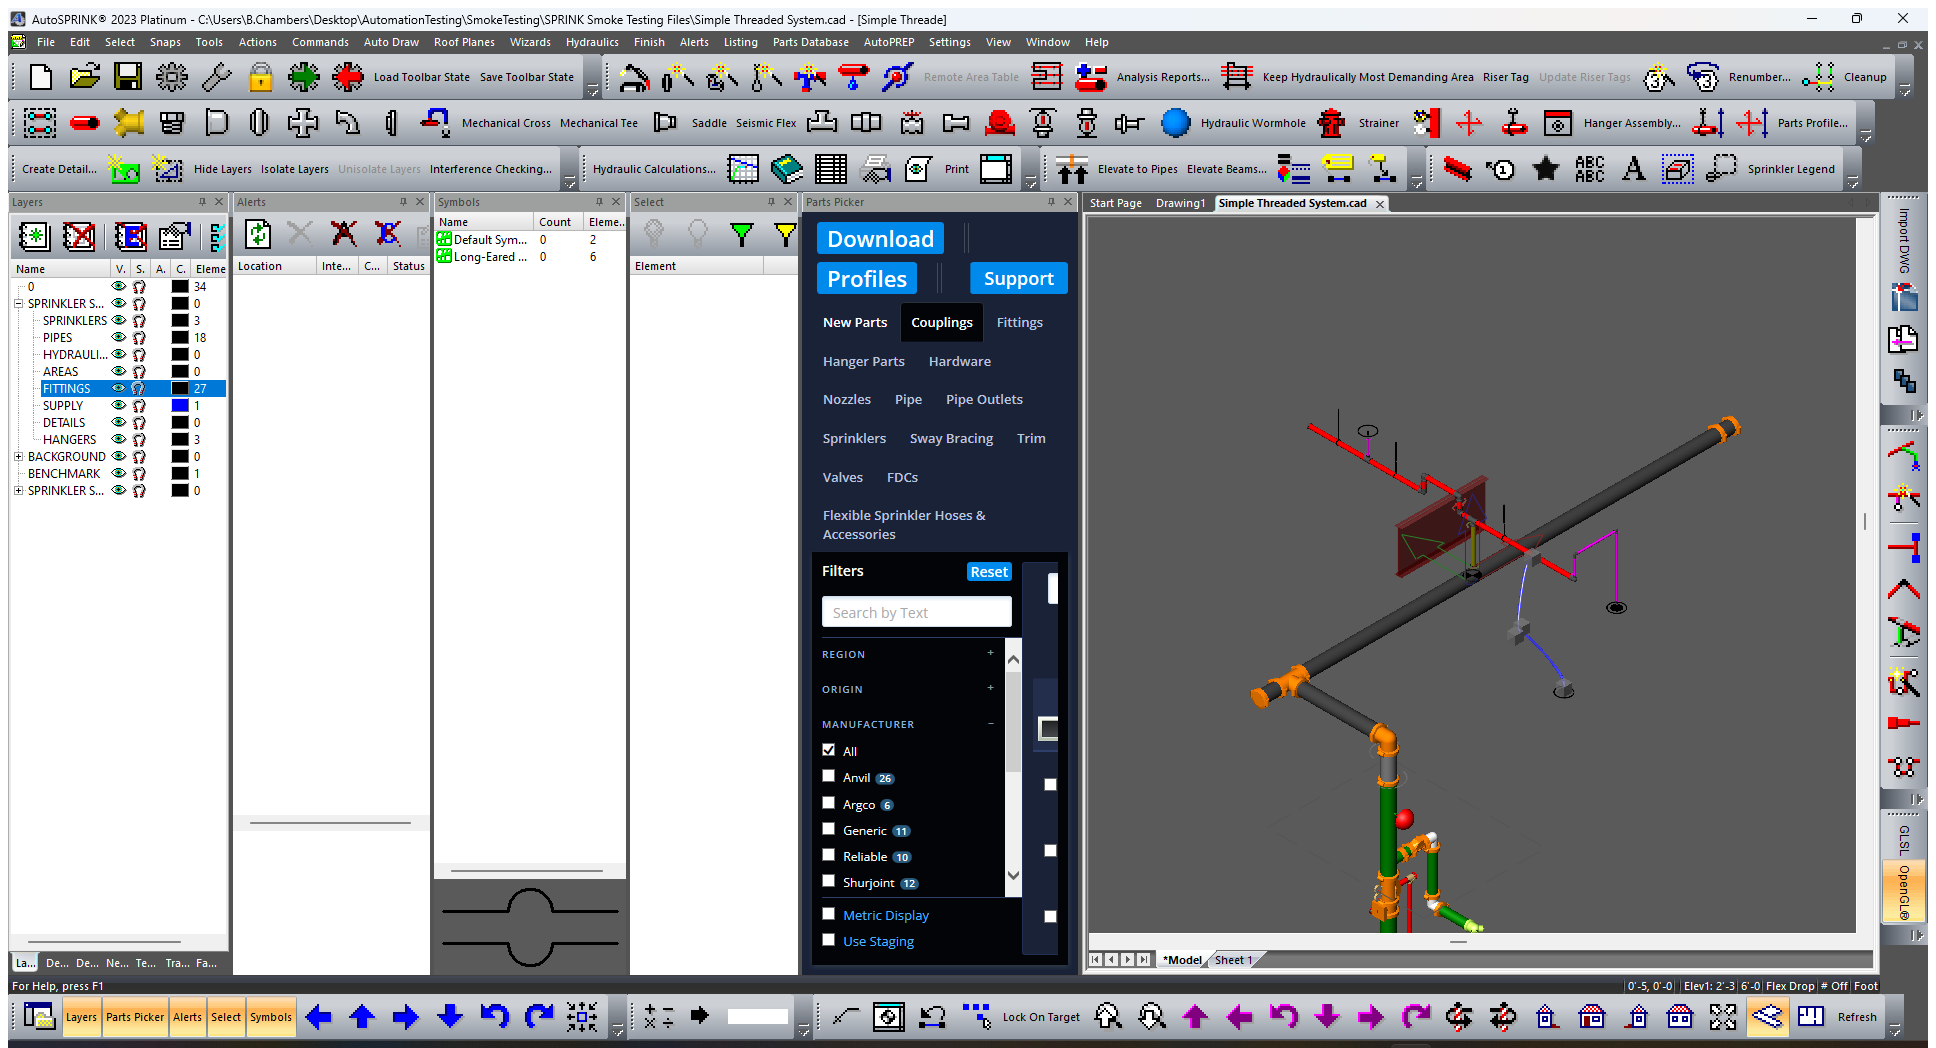 AutoSPRINK® 2023 Platinum - C:\Users\B.Chambers\Desktop\AutomationTesting\SmokeTesting\SPRINK Smoke Testing Files\Simple Threaded System.cad - [Simple Threade]
File Edit Select Snaps Tools Actions Commands Auto Draw Roof Planes Wizards Hydraulics Finish Alerts Listing Parts Database AutoPREP Settings View Window Help
Load Toolbar State Save Toolbar State Remote Area Table Analysis Reports... Keep Hydraulically Most Demanding Area Riser Tag Update Riser Tags Renumber... Cleanup
Mechanical Cross Mechanical Tee Saddle Seismic Flex Hydraulic Wormhole Strainer Hanger Assembly... Parts Profile...
Create Detail... Hide Layers Isolate Layers Unisolate Layers Interference Checking... Hydraulic Calculations... Print Elevate to Pipes Elevate Beams... ABC ABC A Sprinkler Legend
Layers Alerts Symbols Select Parts Picker Start Page Drawing1 Simple Threaded System.cad
Name V. S. A. C. Eleme
0 34
SPRINKLER S... 0
SPRINKLERS 3
PIPES 18
HYDRAULI... 0
AREAS 0
FITTINGS 27
SUPPLY 1
DETAILS 0
HANGERS 3
BACKGROUND 0
BENCHMARK 1
SPRINKLER S... 0
La... De... De... Ne... Te... Tra... Fa...
Location Inte... C... Status
Name Count Eleme...
Default Sym... 0 2
Long-Eared ... 0 6
Element
Download
Profiles Support
New Parts Couplings Fittings
Hanger Parts Hardware
Nozzles Pipe Pipe Outlets
Sprinklers Sway Bracing Trim
Valves FDCs
Flexible Sprinkler Hoses &
Accessories
Filters Reset
Search by Text
REGION +
ORIGIN +
MANUFACTURER −
All
Anvil 26
Argco 6
Generic 11
Reliable 10
Shurjoint 12
Metric Display
Use Staging
*Model Sheet 1
Import DWG
GLSL
OpenGL®
For Help, press F1
0'-5, 0'-0 Elev1: 2'-3 6'-0 Flex Drop # Off Foot
Layers Parts Picker Alerts Select Symbols Lock On Target Refresh